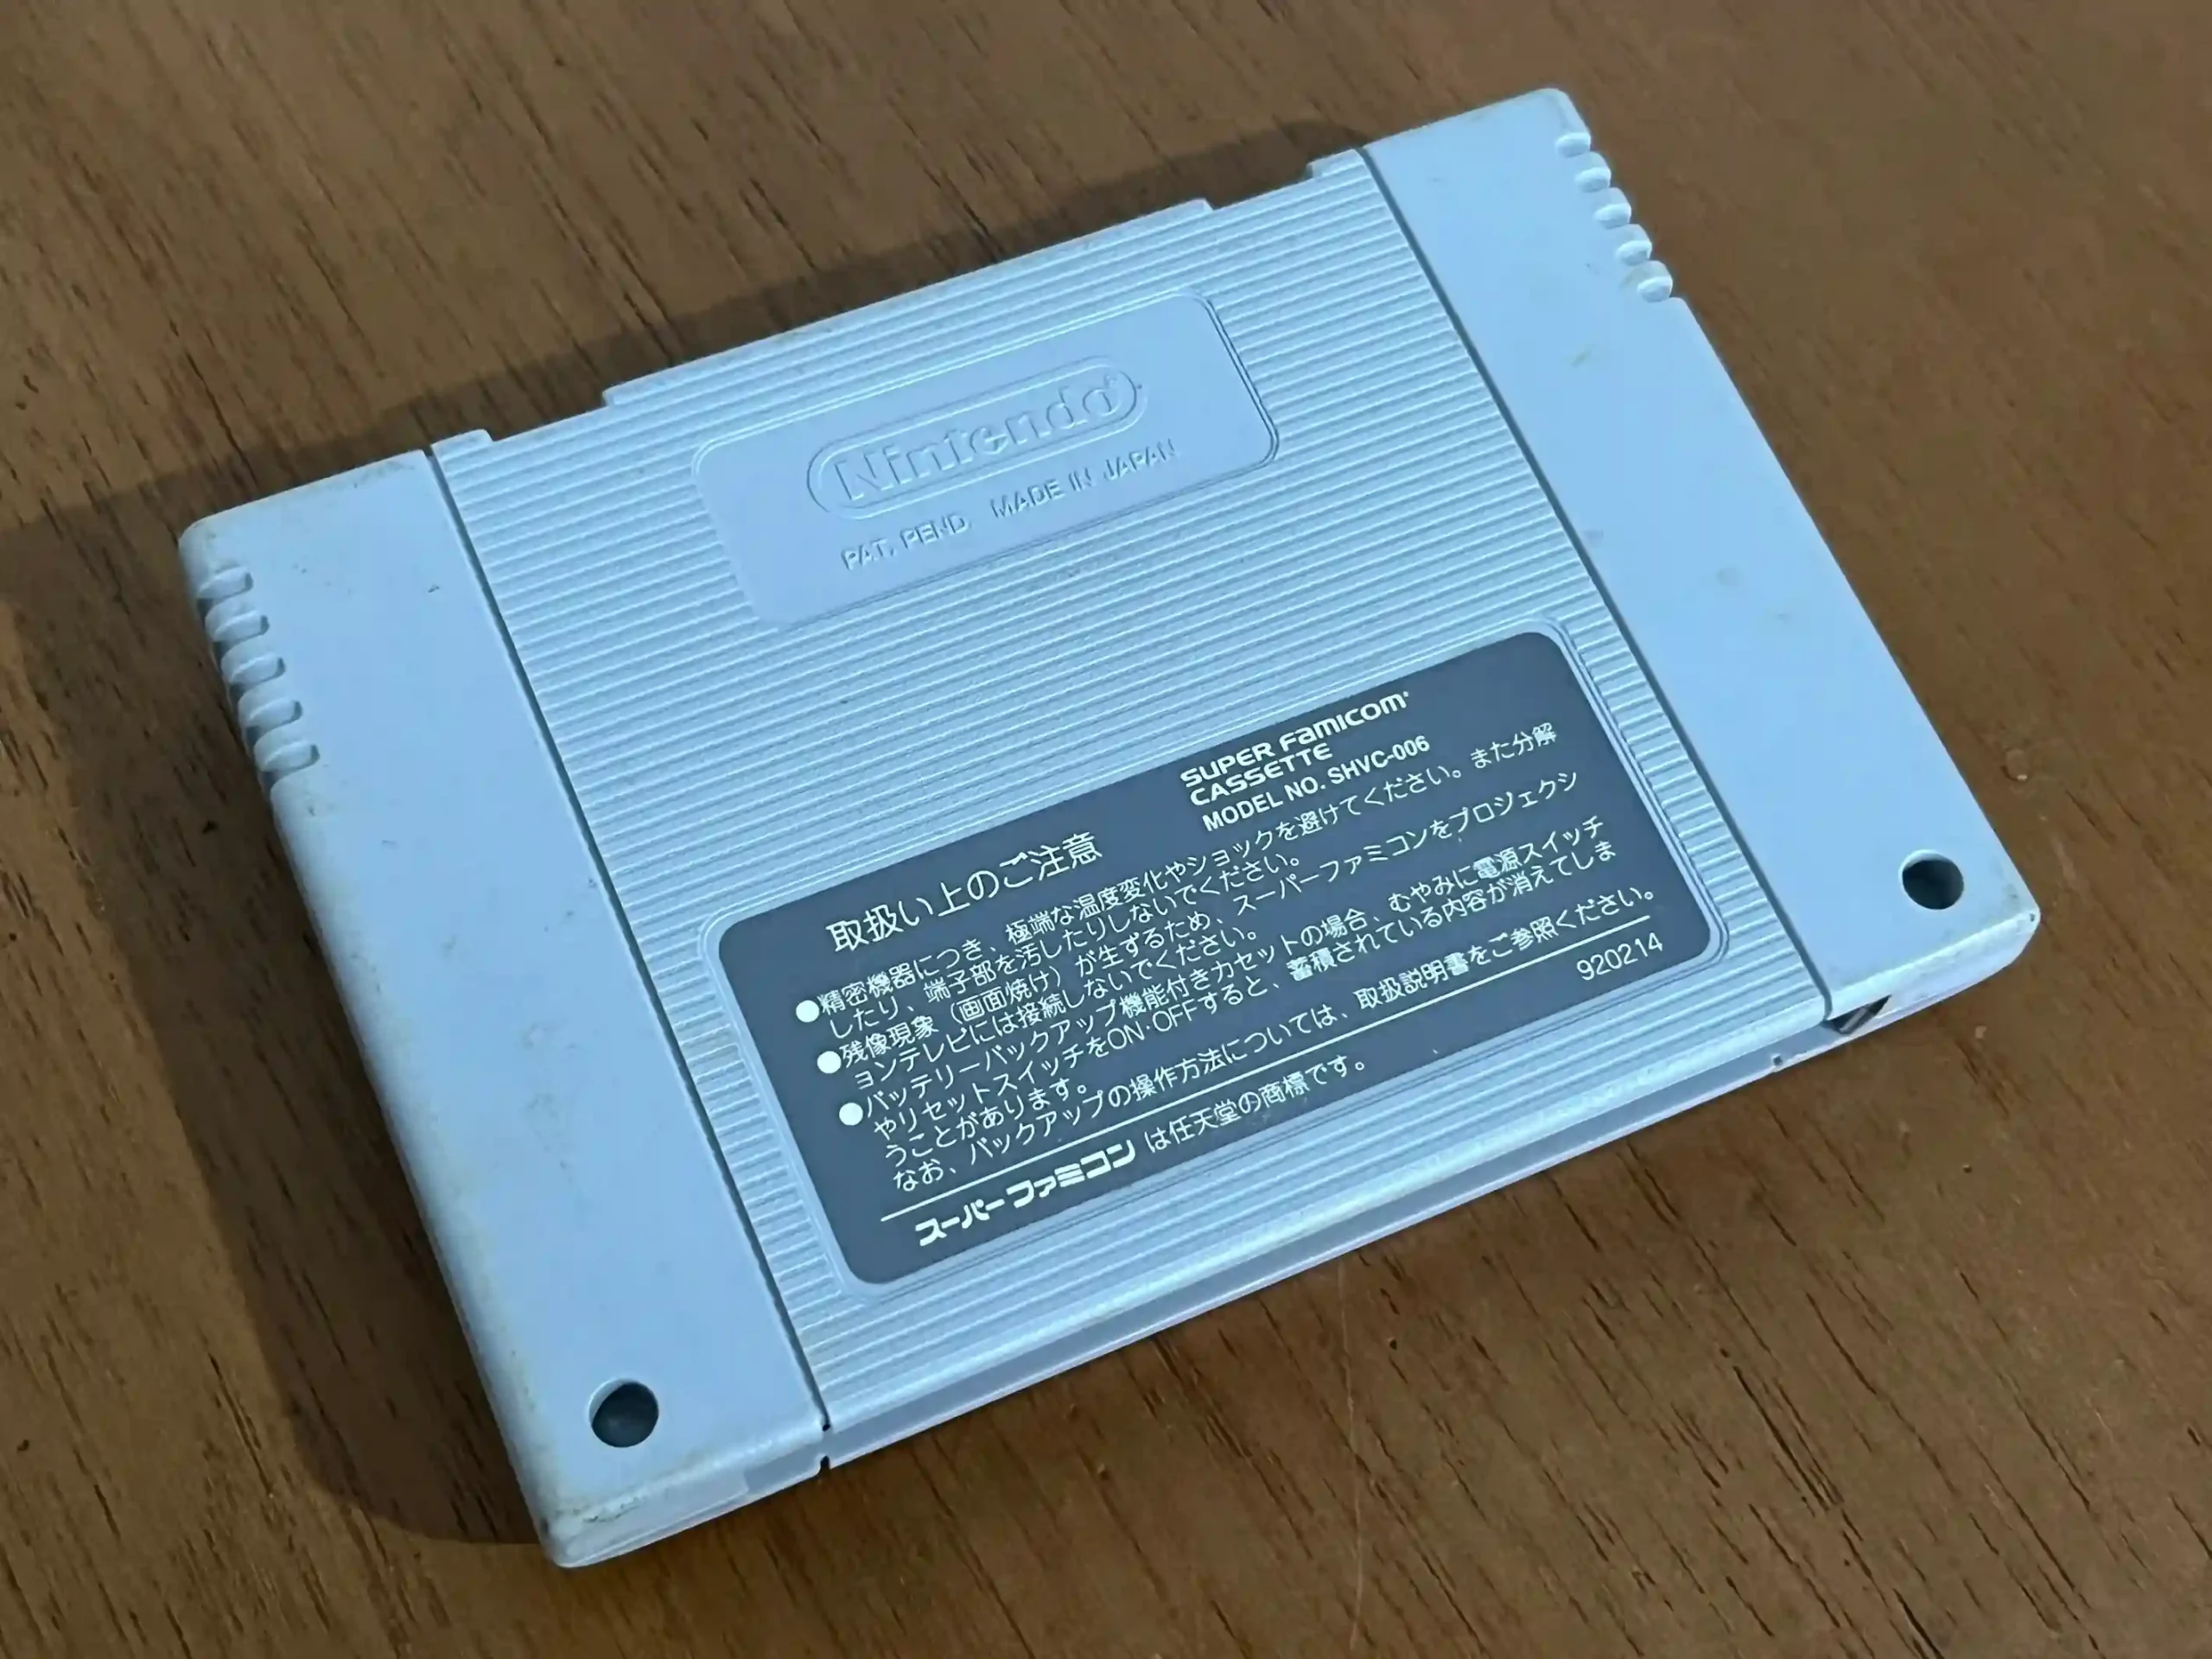 Nintendo
PAT. PEND. MADE IN JAPAN
SUPER FAMICOM
CASSETTE
MODEL NO. SHVC-006
取扱い上のご注意
●精密機器につき、極端な温度変化やショックを避けてください。また分解
したり、端子部を汚したりしないでください。
●残像現象（画面焼け）が生ずるため、スーパーファミコンをプロジェクシ
ョンテレビには接続しないでください。
●バッテリーバックアップ機能付きカセットの場合、むやみに電源スイッチ
やリセットスイッチをON･OFFすると、蓄積されている内容が消えてしま
うことがあります。
なお、バックアップの操作方法については、取扱説明書をご参照ください。
920214
スーパーファミコンは任天堂の商標です。